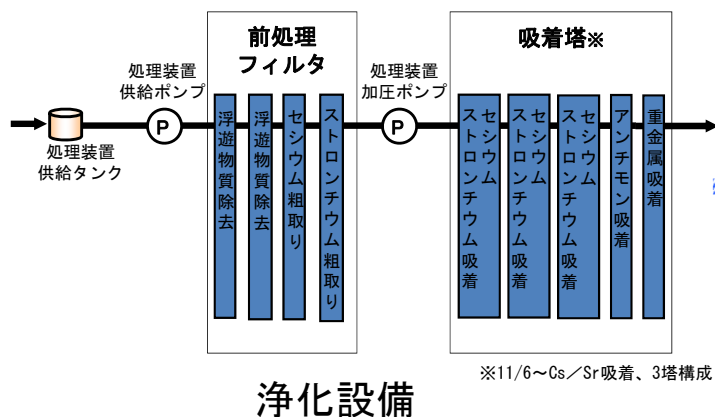 前処理
フィルタ
吸着塔※
処理装置
供給ポンプ
処理装置
加圧ポンプ
P
P
処理装置
供給タンク
浮遊物質除去
浮遊物質除去
セシウム粗取り
ストロンチウム粗取り
セシウム
ストロンチウム吸着
セシウム
ストロンチウム吸着
セシウム
ストロンチウム吸着
アンチモン吸着
重金属吸着
※11/6～Cs／Sr吸着、3塔構成
浄化設備